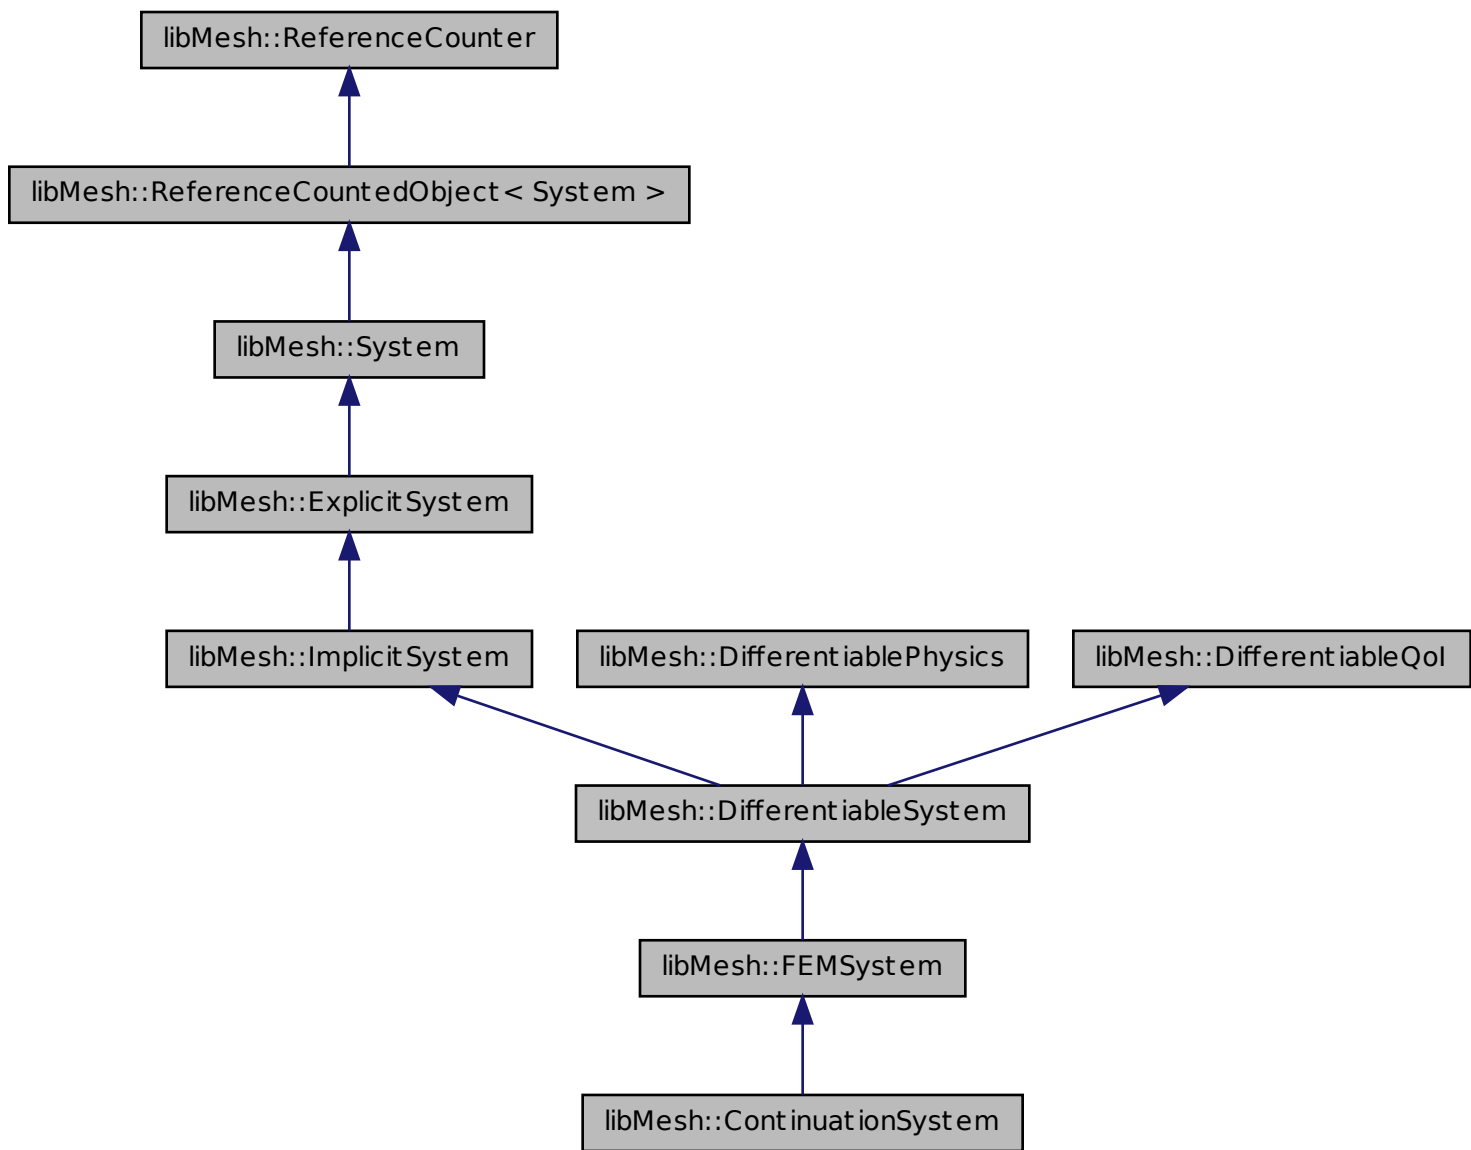 libMesh::ReferenceCounter
libMesh::ReferenceCountedObject< System >
libMesh::System
libMesh::ExplicitSystem
libMesh::ImplicitSystem
libMesh::DifferentiablePhysics
libMesh::DifferentiableQoI
libMesh::DifferentiableSystem
libMesh::FEMSystem
libMesh::ContinuationSystem